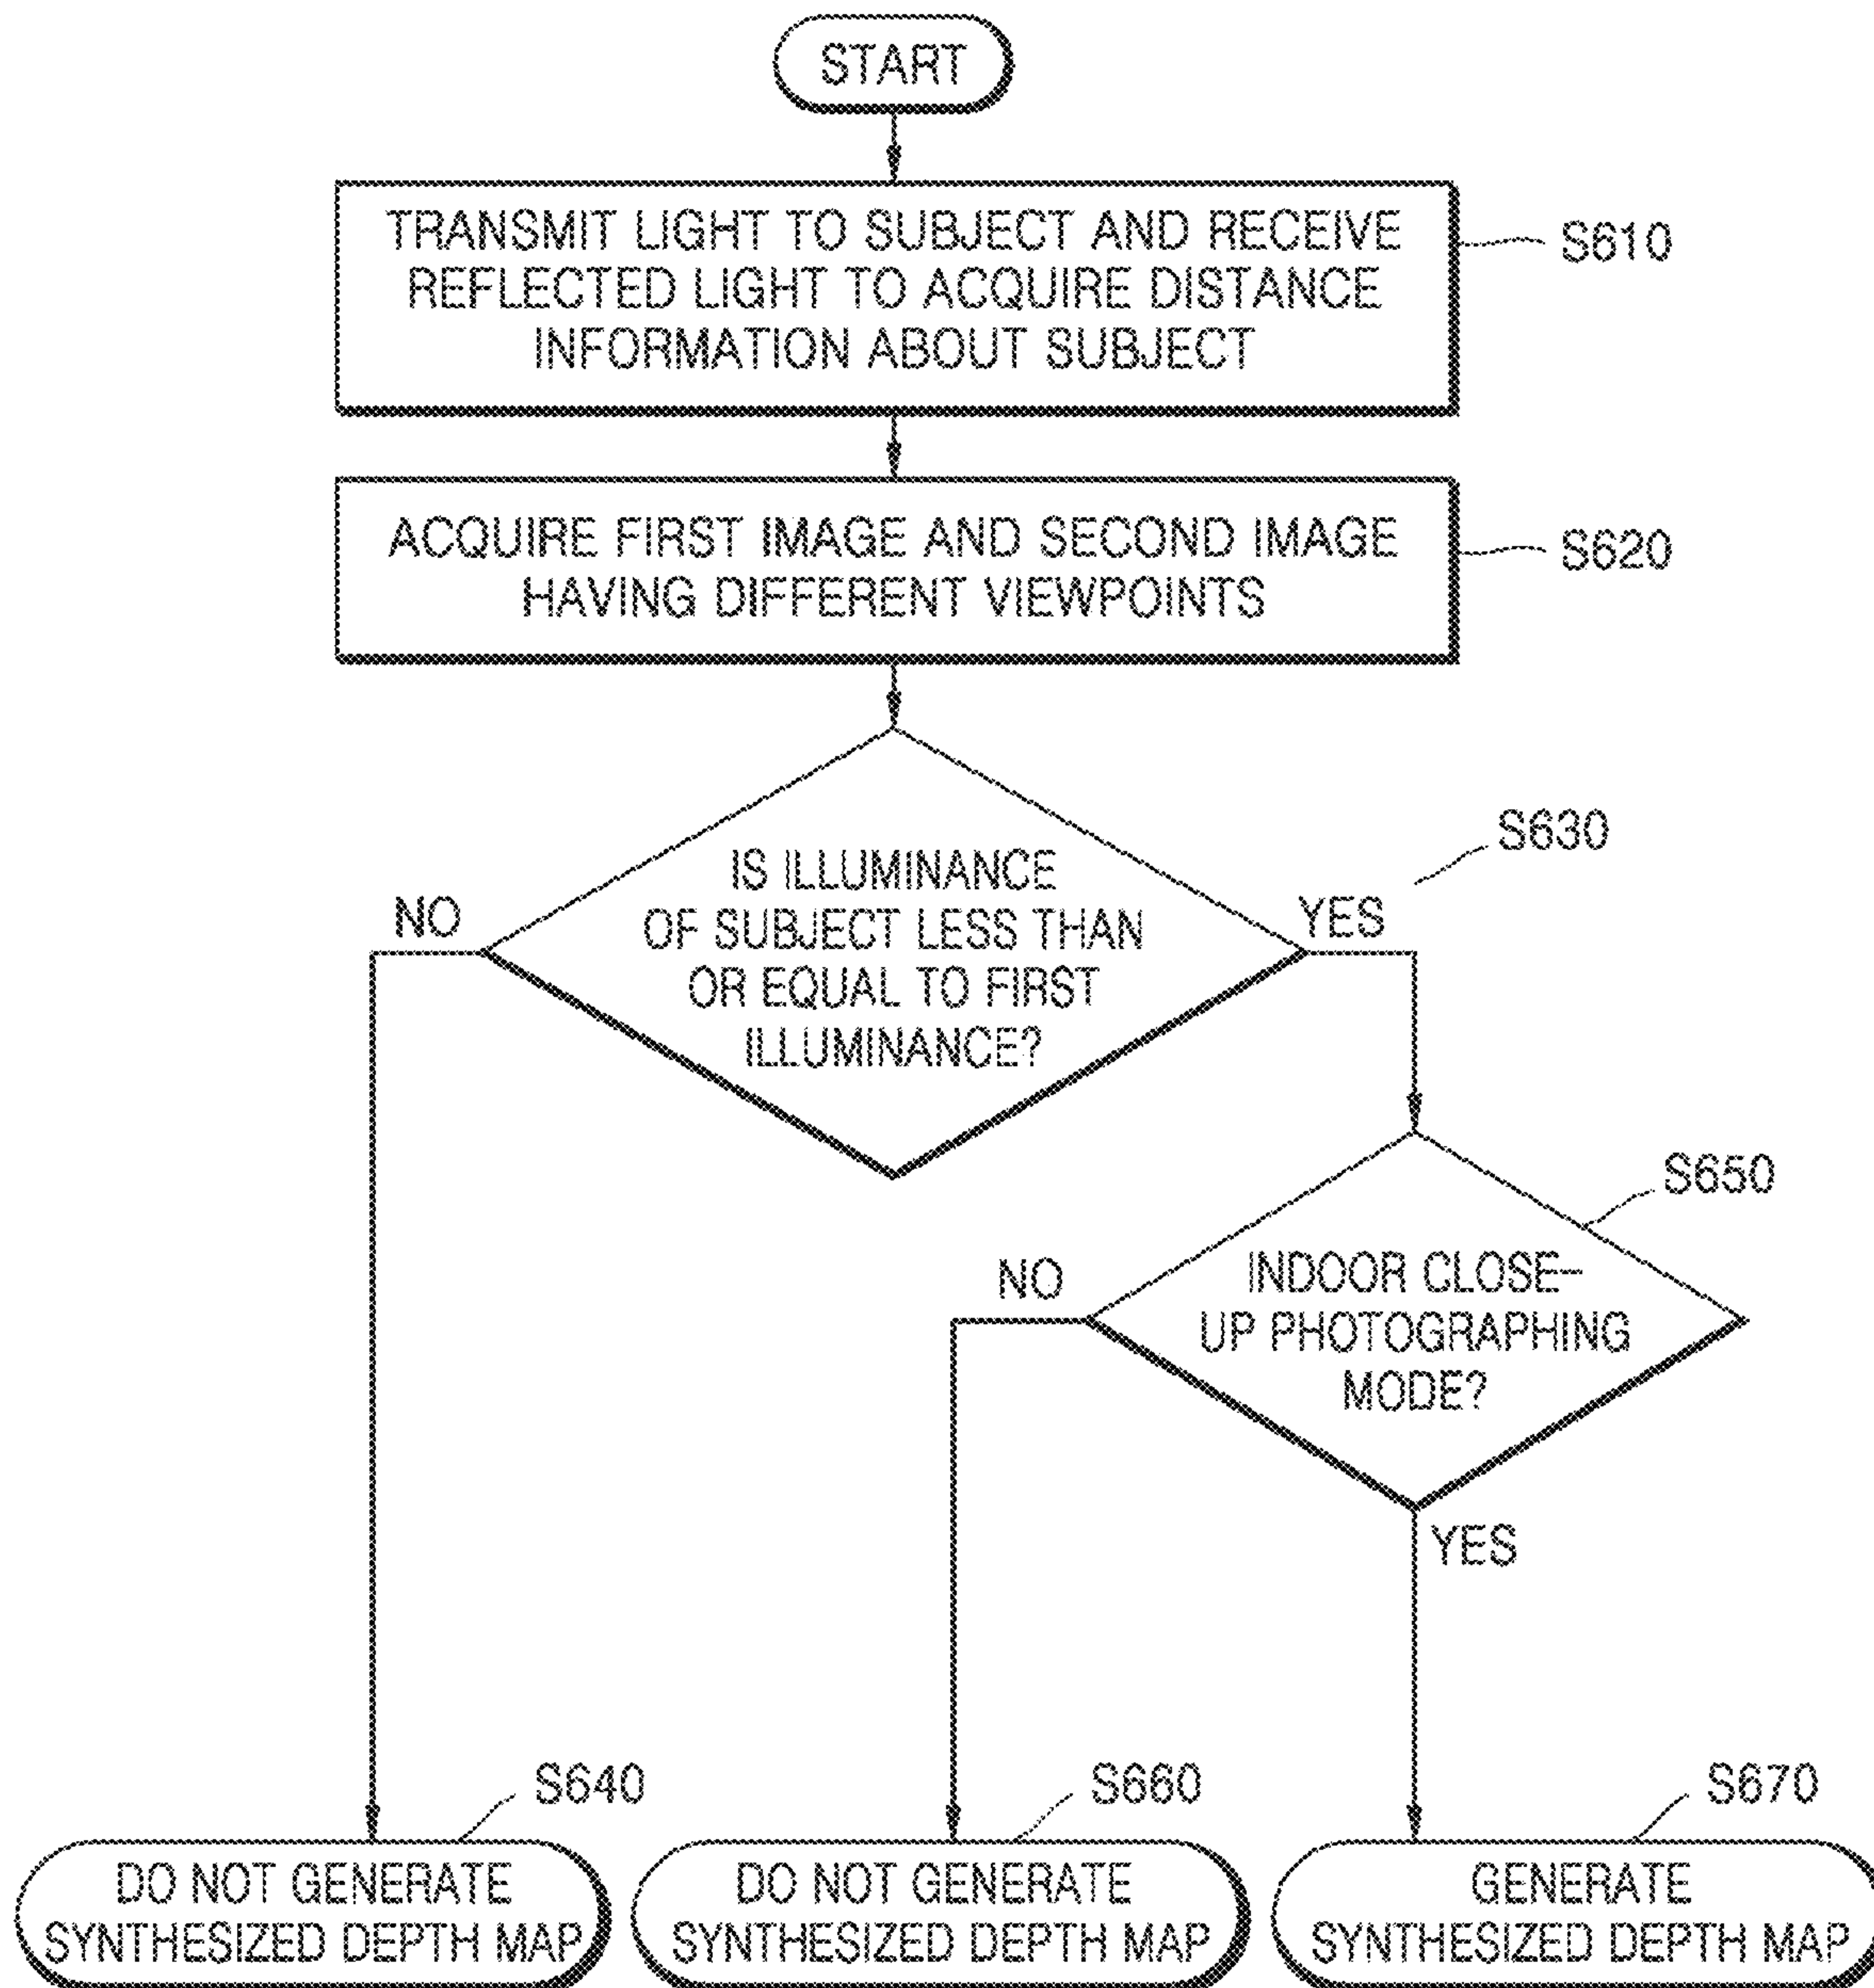 START
TRANSMIT LIGHT TO SUBJECT AND RECEIVE
REFLECTED LIGHT TO ACQUIRE DISTANCE
INFORMATION ABOUT SUBJECT
S610
ACQUIRE FIRST IMAGE AND SECOND IMAGE
HAVING DIFFERENT VIEWPOINTS
S620
S630
IS ILLUMINANCE
OF SUBJECT LESS THAN
OR EQUAL TO FIRST
ILLUMINANCE?
NO
YES
S650
INDOOR CLOSE-
UP PHOTOGRAPHING
MODE?
NO
YES
S640
DO NOT GENERATE
SYNTHESIZED DEPTH MAP
S660
DO NOT GENERATE
SYNTHESIZED DEPTH MAP
S670
GENERATE
SYNTHESIZED DEPTH MAP